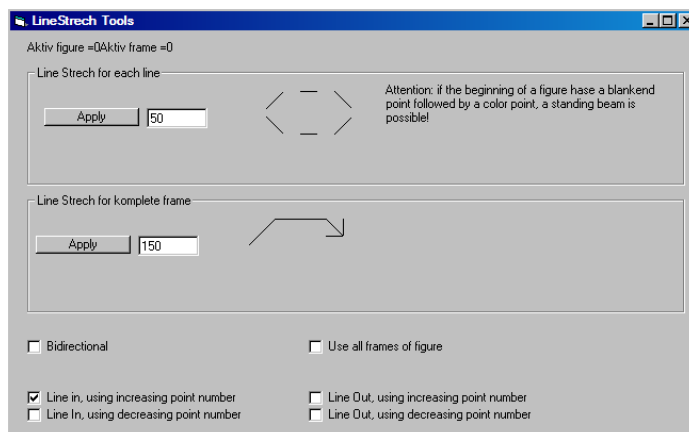 LineStrech Tools
Aktiv figure =0Aktiv frame =0
Line Strech for each line
Apply
50
Attention: if the beginning of a figure hase a blankend
point followed by a color point, a standing beam is
possible!
Line Strech for komplete frame
Apply
150
Bidirectional
Use all frames of figure
Line in, using increasing point number
Line Out, using increasing point number
Line In, using decreasing point number
Line Out, using decreasing point number